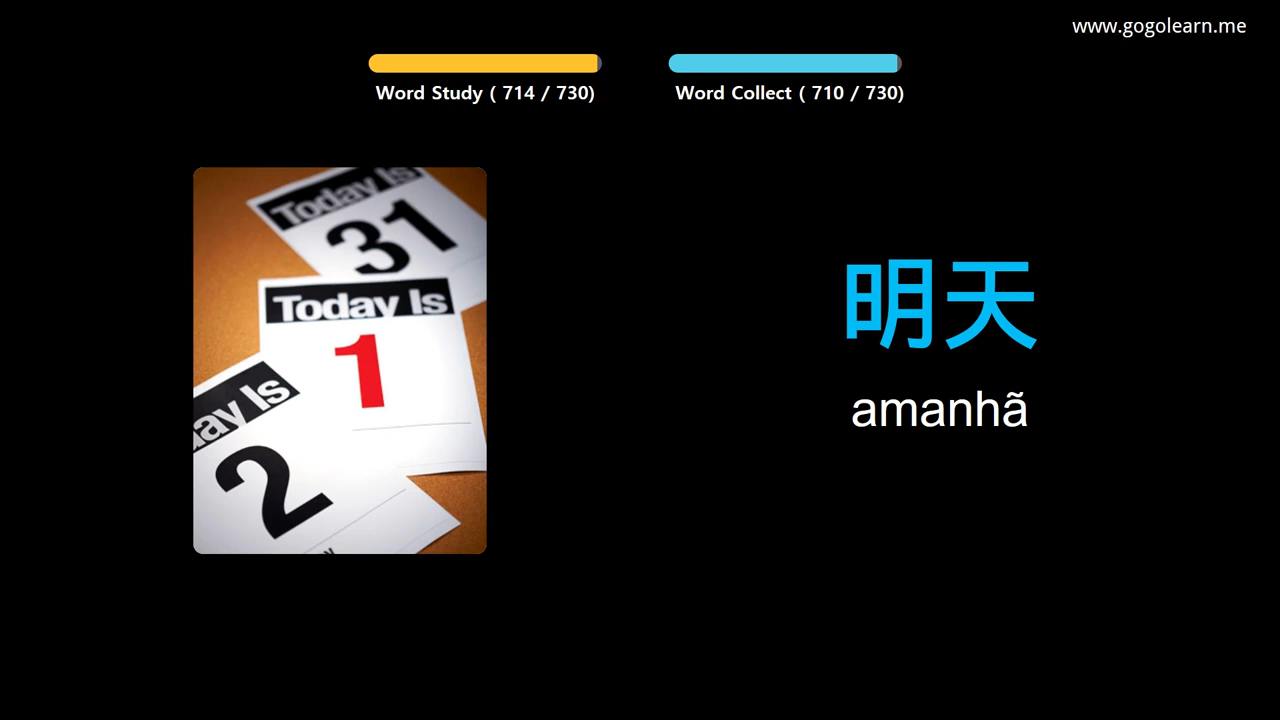 www.gogolearn.me
Word Study ( 714 / 730)
Word Collect ( 710 / 730)
Today Is
31
Today Is
1
ay Is
2
明天
amanhã